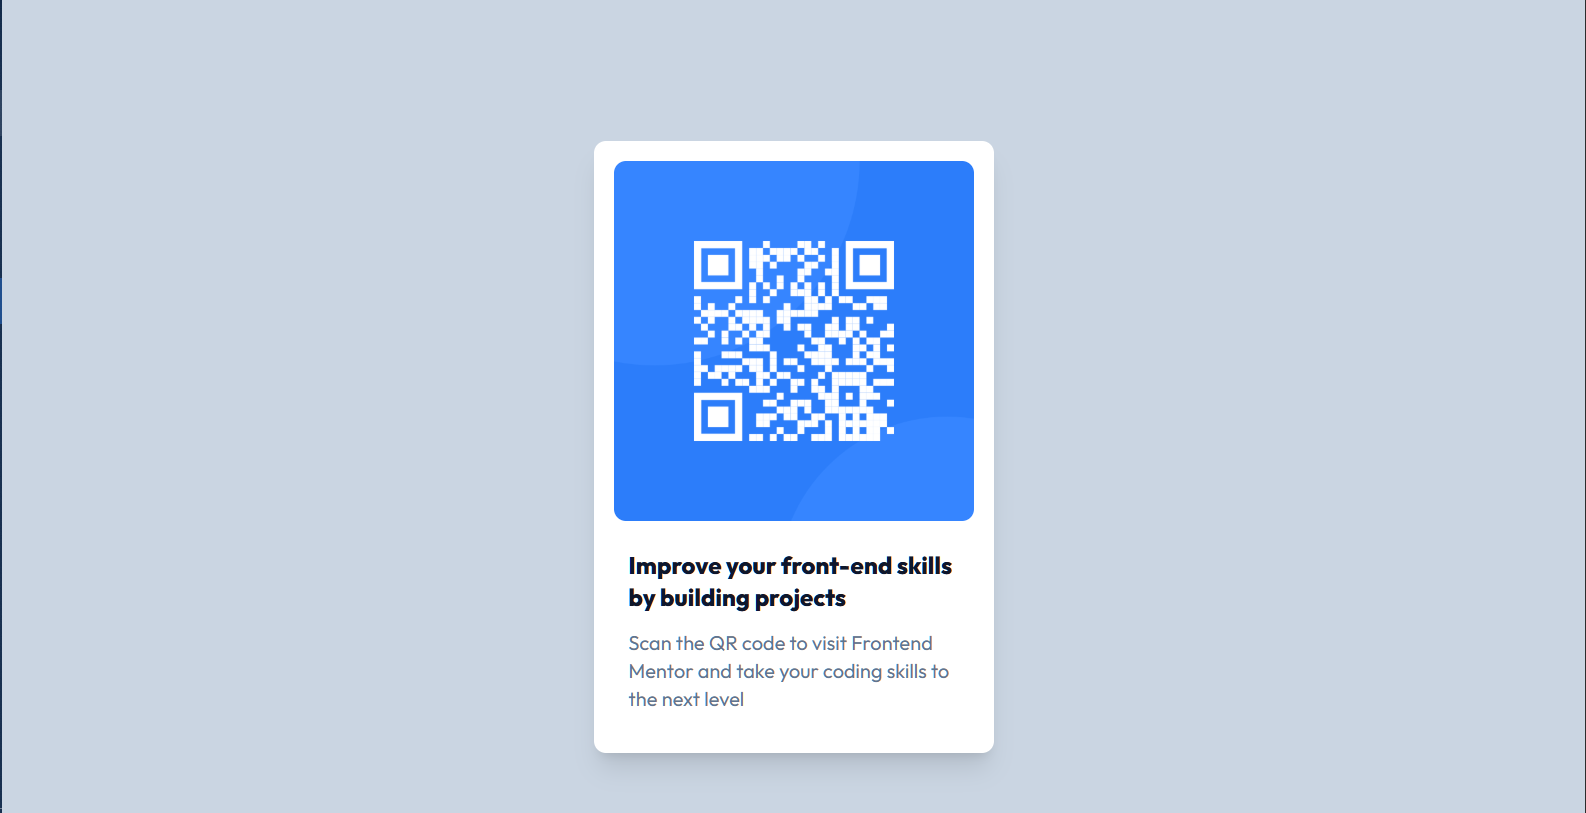 Improve your front-end skills
by building projects
Scan the QR code to visit Frontend
Mentor and take your coding skills to
the next level